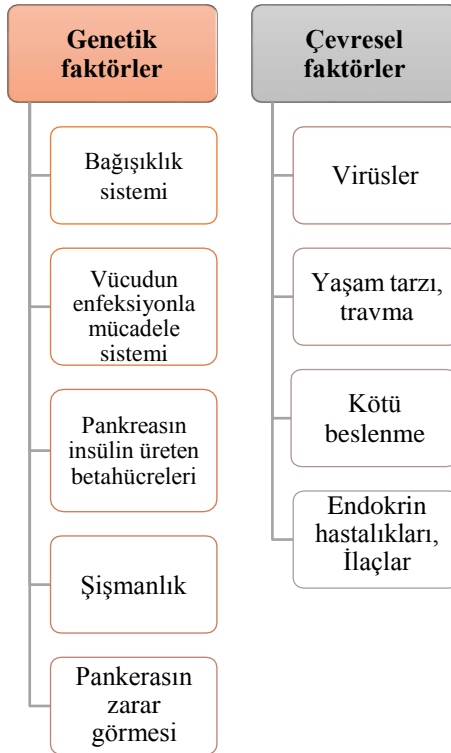 Genetik
faktörler
Bağışıklık
sistemi
Vücudun
enfeksiyonla
mücadele
sistemi
Pankreasın
insülin üreten
betahücreleri
Şişmanlık
Pankerasın
zarar
görmesi
Çevresel
faktörler
Virüsler
Yaşam tarzı,
travma
Kötü
beslenme
Endokrin
hastalıkları,
İlaçlar